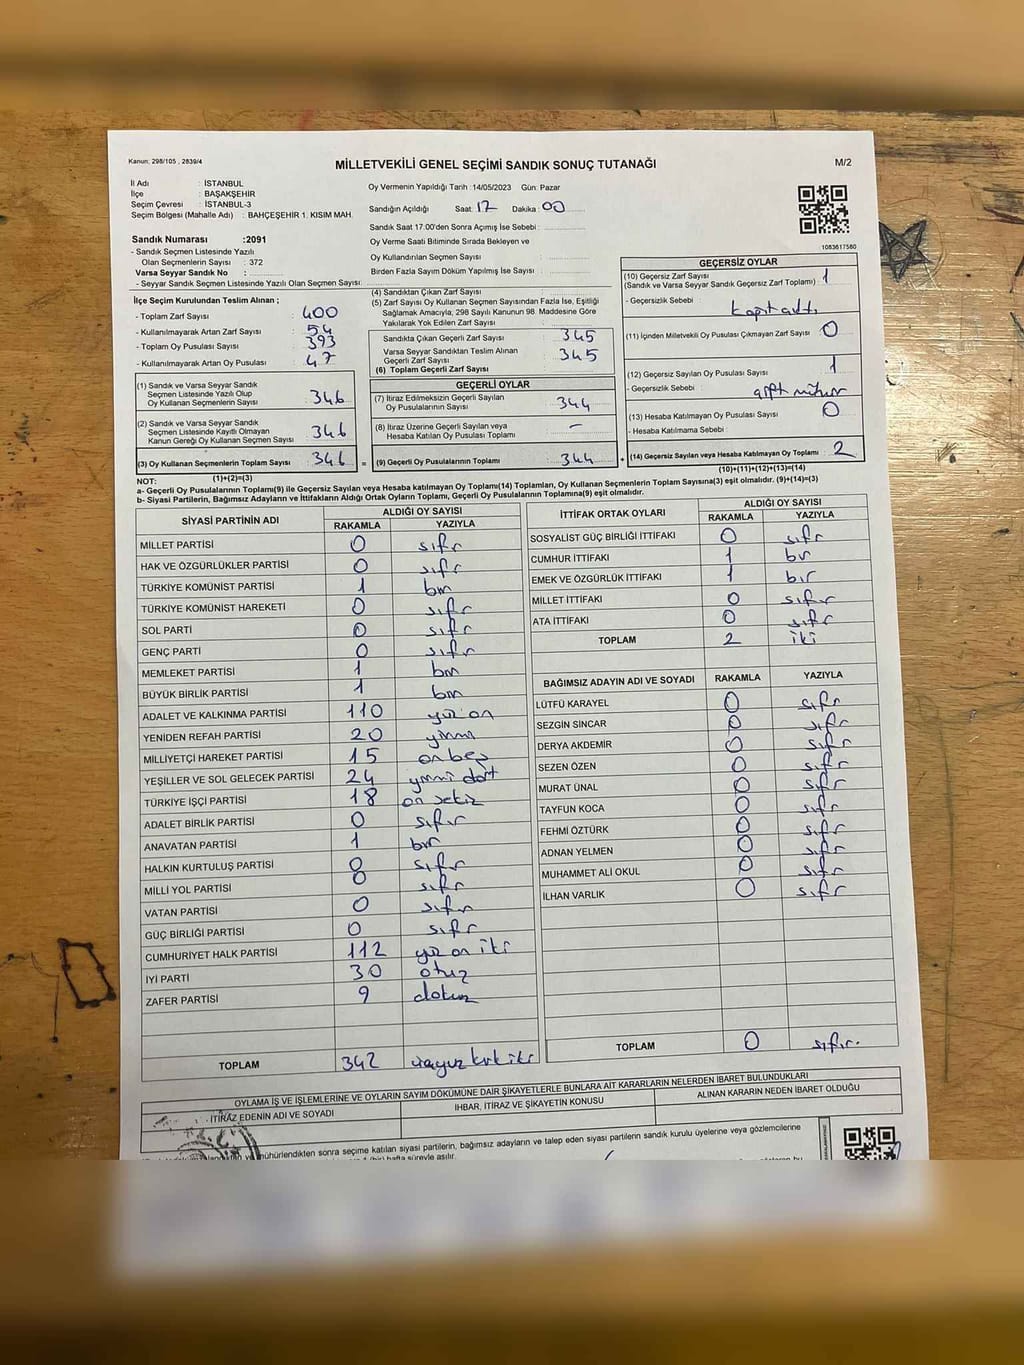 Kanun: 298/105 , 2839/4
MİLLETVEKİLİ GENEL SEÇİMİ SANDIK SONUÇ TUTANAĞI
M/2
İl Adı : İSTANBUL
İlçe : BAŞAKŞEHİR
Seçim Çevresi : İSTANBUL-3
Seçim Bölgesi (Mahalle Adı) : BAHÇEŞEHİR 1. KISIM MAH.
Sandık Numarası :2091
- Sandık Seçmen Listesinde Yazılı
Olan Seçmenlerin Sayısı : 372
Varsa Seyyar Sandık No :
- Seyyar Sandık Seçmen Listesinde Yazılı Olan Seçmen Sayısı:
Oy Vermenin Yapıldığı Tarih :14/05/2023 Gün: Pazar
Sandığın Açıldığı Saat: 17 Dakika: 00
Sandık Saat 17.00'den Sonra Açımış İse Sebebi :
Oy Verme Saati Bitiminde Sırada Bekleyen ve
Oy Kullandırılan Seçmen Sayısı :
Birden Fazla Sayım Döküm Yapılmış İse Sayısı :
1083617580
İlçe Seçim Kurulundan Teslim Alınan ;
- Toplam Zarf Sayısı : 400
- Kullanılmayarak Artan Zarf Sayısı : 54
- Toplam Oy Pusulası Sayısı : 393
- Kullanılmayarak Artan Oy Pusulası : 47
(4) Sandıktan Çıkan Zarf Sayısı :
(5) Zarf Sayısı Oy Kullanan Seçmen Sayısından Fazla İse, Eşitliği
Sağlamak Amacıyla, 298 Sayılı Kanunun 98. Maddesine Göre
Yakılarak Yok Edilen Zarf Sayısı :
Sandıkta Çıkan Geçerli Zarf Sayısı : 345
Varsa Seyyar Sandıktan Teslim Alınan
Geçerli Zarf Sayısı : 345
(6) Toplam Geçerli Zarf Sayısı :
GEÇERSİZ OYLAR
(10) Geçersiz Zarf Sayısı : 1
(Sandık ve Varsa Seyyar Sandık Geçersiz Zarf Toplamı)
- Geçersizlik Sebebi :
(11) İçinden Milletvekili Oy Pusulası Çıkmayan Zarf Sayısı : 0
(12) Geçersiz Sayılan Oy Pusulası Sayısı : 1
- Geçersizlik Sebebi : çift mühür
(13) Hesaba Katılmayan Oy Pusulası Sayısı : 0
- Hesaba Katılmama Sebebi :
(14) Geçersiz Sayılan veya Hesaba Katılmayan Oy Toplamı : 2
(10)+(11)+(12)+(13)=(14)
(1) Sandık ve Varsa Seyyar Sandık
Seçmen Listesinde Yazılı Olup
Oy Kullanan Seçmenlerin Sayısı : 346
(2) Sandık ve Varsa Seyyar Sandık
Seçmen Listesinde Kayıtlı Olmayan
Kanun Gereği Oy Kullanan Seçmen Sayısı : 346
(3) Oy Kullanan Seçmenlerin Toplam Sayısı : 346 =
(1)+(2)=(3)
GEÇERLİ OYLAR
(7) İtiraz Edilmeksizin Geçerli Sayılan
Oy Pusulalarının Sayısı : 344
(8) İtiraz Üzerine Geçerli Sayılan veya
Hesaba Katılan Oy Pusulası Toplamı : –
(9) Geçerli Oy Pusulalarının Toplamı : 344 +
NOT:
a- Geçerli Oy Pusulaları Toplamı(9) ile Geçersiz Sayılan veya Hesaba Katılmayan Oy Toplamı(14) Toplamları, Oy Kullanan Seçmenlerin Toplam Sayısına(3) eşit olmalıdır. (9)+(14)=(3)
b- Siyasi Partilerin, Bağımsız Adayların ve İttifakların Aldığı Ortak Oyların Toplamı, Geçerli Oy Pusulalarının Toplamına(9) eşit olmalıdır.
SİYASİ PARTİNİN ADI
ALDIĞI OY SAYISI
RAKAMLA YAZIYLA
MİLLET PARTİSİ 0 sıfır
HAK VE ÖZGÜRLÜKLER PARTİSİ 0 sıfır
TÜRKİYE KOMÜNİST PARTİSİ 1 bir
TÜRKİYE KOMÜNİST HAREKETİ 0 sıfır
SOL PARTİ 0 sıfır
GENÇ PARTİ 0 sıfır
MEMLEKET PARTİSİ 1 bir
BÜYÜK BİRLİK PARTİSİ 1 bir
ADALET VE KALKINMA PARTİSİ 110 yüz on
YENİDEN REFAH PARTİSİ 20 yirmi
MİLLİYETÇİ HAREKET PARTİSİ 15 on beş
YEŞİLLER VE SOL GELECEK PARTİSİ 24 yirmi dört
TÜRKİYE İŞÇİ PARTİSİ 18 on sekiz
ADALET BİRLİK PARTİSİ 0 sıfır
ANAVATAN PARTİSİ 1 bir
HALKIN KURTULUŞ PARTİSİ 0 sıfır
MİLLİ YOL PARTİSİ 0 sıfır
VATAN PARTİSİ 0 sıfır
GÜÇ BİRLİĞİ PARTİSİ 0 sıfır
CUMHURİYET HALK PARTİSİ 112 yüz on iki
İYİ PARTİ 30 otuz
ZAFER PARTİSİ 9 dokuz
TOPLAM 342 üçyüz kırk iki
İTTİFAK ORTAK OYLARI
ALDIĞI OY SAYISI
RAKAMLA YAZIYLA
SOSYALİST GÜÇ BİRLİĞİ İTTİFAKI 0 sıfır
CUMHUR İTTİFAKI 1 bir
EMEK VE ÖZGÜRLÜK İTTİFAKI 1 bir
MİLLET İTTİFAKI 0 sıfır
ATA İTTİFAKI 0 sıfır
TOPLAM 2 iki
BAĞIMSIZ ADAYIN ADI VE SOYADI RAKAMLA YAZIYLA
LÜTFÜ KARAYEL 0 sıfır
SEZGİN SİNCAR 0 sıfır
DERYA AKDEMİR 0 sıfır
SEZEN ÖZEN 0 sıfır
MURAT ÜNAL 0 sıfır
TAYFUN KOCA 0 sıfır
FEHMİ ÖZTÜRK 0 sıfır
ADNAN YELMEN 0 sıfır
MUHAMMET ALİ OKUL 0 sıfır
İLHAN VARLIK 0 sıfır
TOPLAM 0 sıfır.
OYLAMA İŞ VE İŞLEMLERİNE VE OYLARIN SAYIM DÖKÜMÜNE DAİR ŞİKAYETLERLE BUNLARA AİT KARARLARIN NELERDEN İBARET BULUNDUKLARI
İTİRAZ EDENİN ADI VE SOYADI
İHBAR, İTİRAZ VE ŞİKAYETİN KONUSU
ALINAN KARARIN NEDEN İBARET OLDUĞU
mühürlendikten sonra seçime katılan siyasi partilerin, bağımsız adayların ve talep eden siyasi partilerin sandık kurulu üyelerine veya gözlemcilerine
(bir) hafta süreyle asılır.